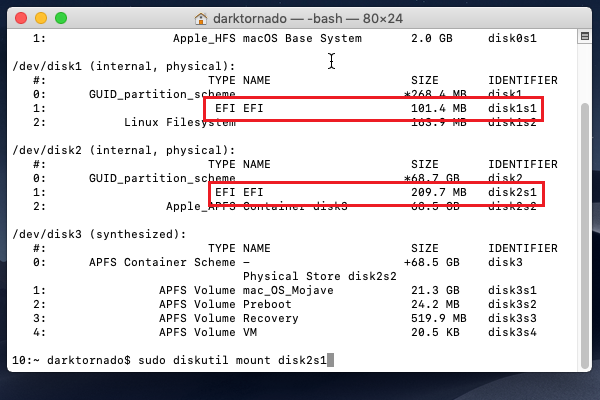 darktornado — -bash — 80×24
1: Apple_HFS macOS Base System 2.0 GB disk0s1
/dev/disk1 (internal, physical):
#: TYPE NAME SIZE IDENTIFIER
0: GUID_partition_scheme *268.4 MB disk1
1: EFI EFI 101.4 MB disk1s1
2: Linux Filesystem 163.9 MB disk1s2
/dev/disk2 (internal, physical):
#: TYPE NAME SIZE IDENTIFIER
0: GUID_partition_scheme *68.7 GB disk2
1: EFI EFI 209.7 MB disk2s1
2: Apple_APFS Container disk3 68.5 GB disk2s2
/dev/disk3 (synthesized):
#: TYPE NAME SIZE IDENTIFIER
0: APFS Container Scheme - +68.5 GB disk3
Physical Store disk2s2
1: APFS Volume mac_OS_Mojave 21.3 GB disk3s1
2: APFS Volume Preboot 24.2 MB disk3s2
3: APFS Volume Recovery 519.9 MB disk3s3
4: APFS Volume VM 20.5 KB disk3s4
10:~ darktornado$ sudo diskutil mount disk2s1